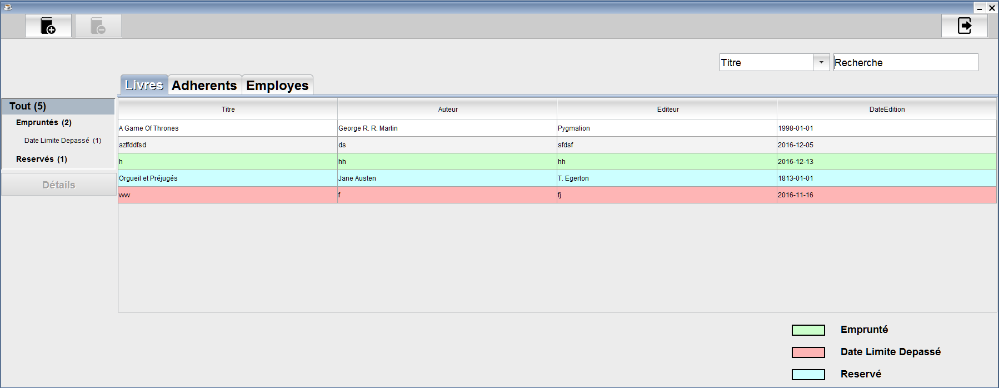 Titre Recherche
Livres Adherents Employes
Tout (5)
Empruntés (2)
Date Limite Depassé (1)
Reservés (1)
Détails
Titre Auteur Editeur DateEdition
A Game Of Thrones George R. R. Martin Pygmalion 1998-01-01
azffddfsd ds sfdsf 2016-12-05
h hh hh 2016-12-13
Orgueil et Préjugés Jane Austen T. Egerton 1813-01-01
vvvv f fj 2016-11-16
Emprunté
Date Limite Depassé
Reservé